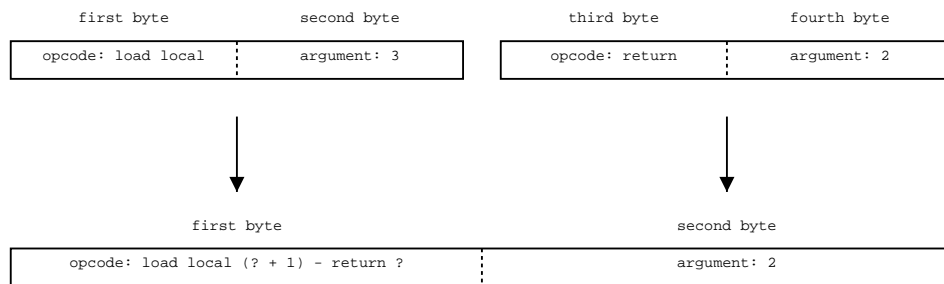 first byte second byte third byte fourth byte
opcode: load local argument: 3 opcode: return argument: 2
first byte second byte
opcode: load local (? + 1) - return ? argument: 2